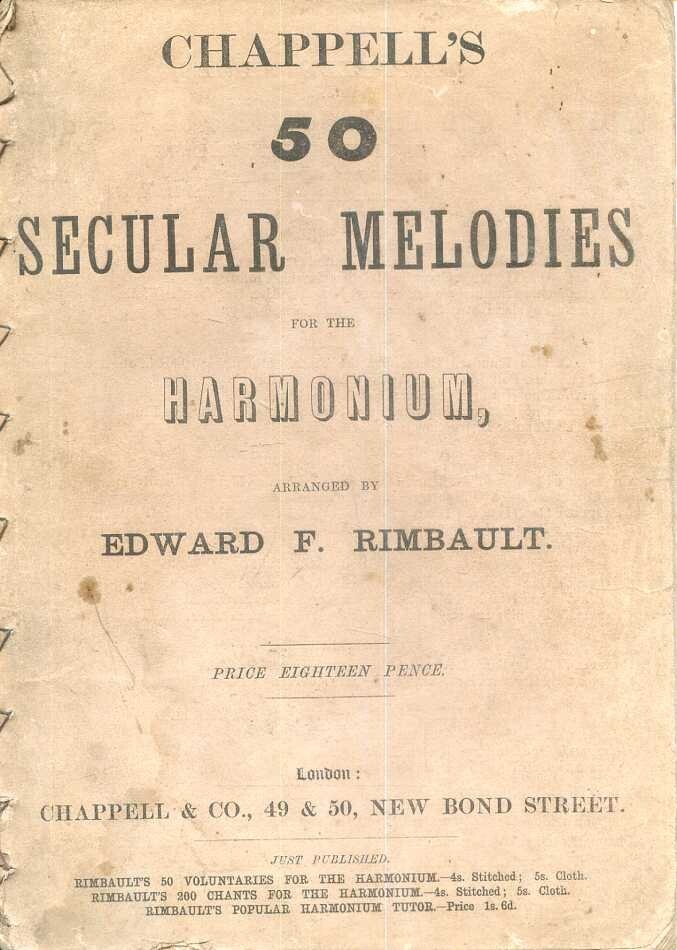 CHAPPELL'S
50
SECULAR MELODIES
FOR THE
HARMONIUM,
ARRANGED BY
EDWARD F. RIMBAULT.
PRICE EIGHTEEN PENCE.
London:
CHAPPELL & CO., 49 & 50, NEW BOND STREET.
JUST PUBLISHED.
RIMBAULT'S 50 VOLUNTARIES FOR THE HARMONIUM.—4s. Stitched; 5s. Cloth.
RIMBAULT'S 200 CHANTS FOR THE HARMONIUM.—4s. Stitched; 5s. Cloth.
RIMBAULT'S POPULAR HARMONIUM TUTOR.—Price 1s. 6d.